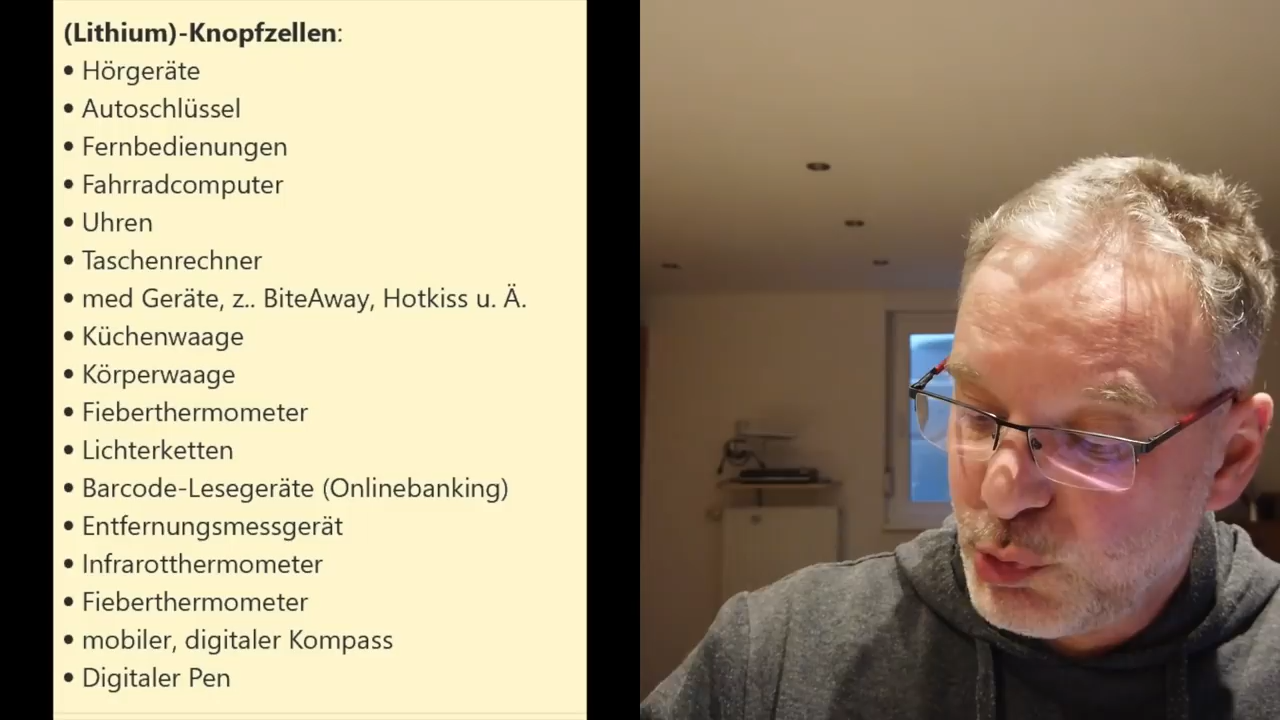 (Lithium)-Knopfzellen:
• Hörgeräte
• Autoschlüssel
• Fernbedienungen
• Fahrradcomputer
• Uhren
• Taschenrechner
• med Geräte, z.. BiteAway, Hotkiss u. Ä.
• Küchenwaage
• Körperwaage
• Fieberthermometer
• Lichterketten
• Barcode-Lesegeräte (Onlinebanking)
• Entfernungsmessgerät
• Infrarotthermometer
• Fieberthermometer
• mobiler, digitaler Kompass
• Digitaler Pen